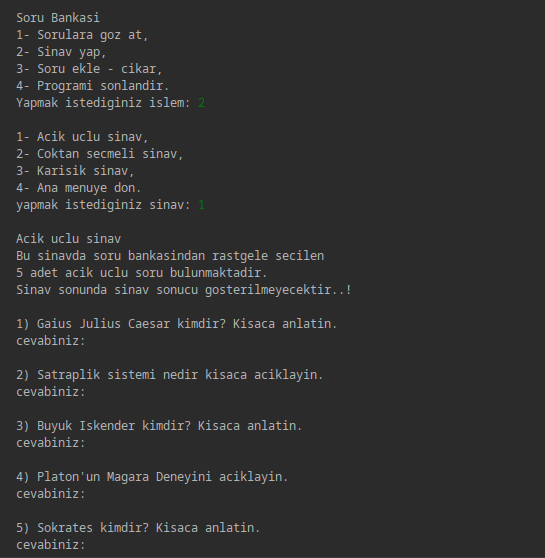 Soru Bankasi
1- Sorulara goz at,
2- Sinav yap,
3- Soru ekle - cikar,
4- Programi sonlandir.
Yapmak istediginiz islem: 2
1- Acik uclu sinav,
2- Coktan secmeli sinav,
3- Karisik sinav,
4- Ana menuye don.
yapmak istediginiz sinav: 1
Acik uclu sinav
Bu sinavda soru bankasindan rastgele secilen
5 adet acik uclu soru bulunmaktadir.
Sinav sonunda sinav sonucu gosterilmeyecektir..!
1) Gaius Julius Caesar kimdir? Kisaca anlatin.
cevabiniz:
2) Satraplik sistemi nedir kisaca aciklayin.
cevabiniz:
3) Buyuk Iskender kimdir? Kisaca anlatin.
cevabiniz:
4) Platon'un Magara Deneyini aciklayin.
cevabiniz:
5) Sokrates kimdir? Kisaca anlatin.
cevabiniz: